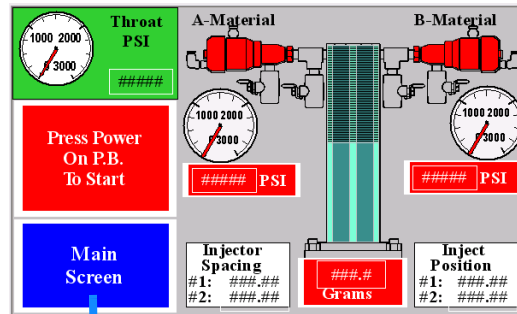 Throat
PSI
1000 2000
0 3000
#####
A-Material
B-Material
1000 2000
0 3000
1000 2000
0 3000
Press Power
On P.B.
To Start
##### PSI
##### PSI
Main
Screen
Injector
Spacing
#1: ###.##
#2: ###.##
###.#
Grams
Inject
Position
#1: ###.##
#2: ###.##